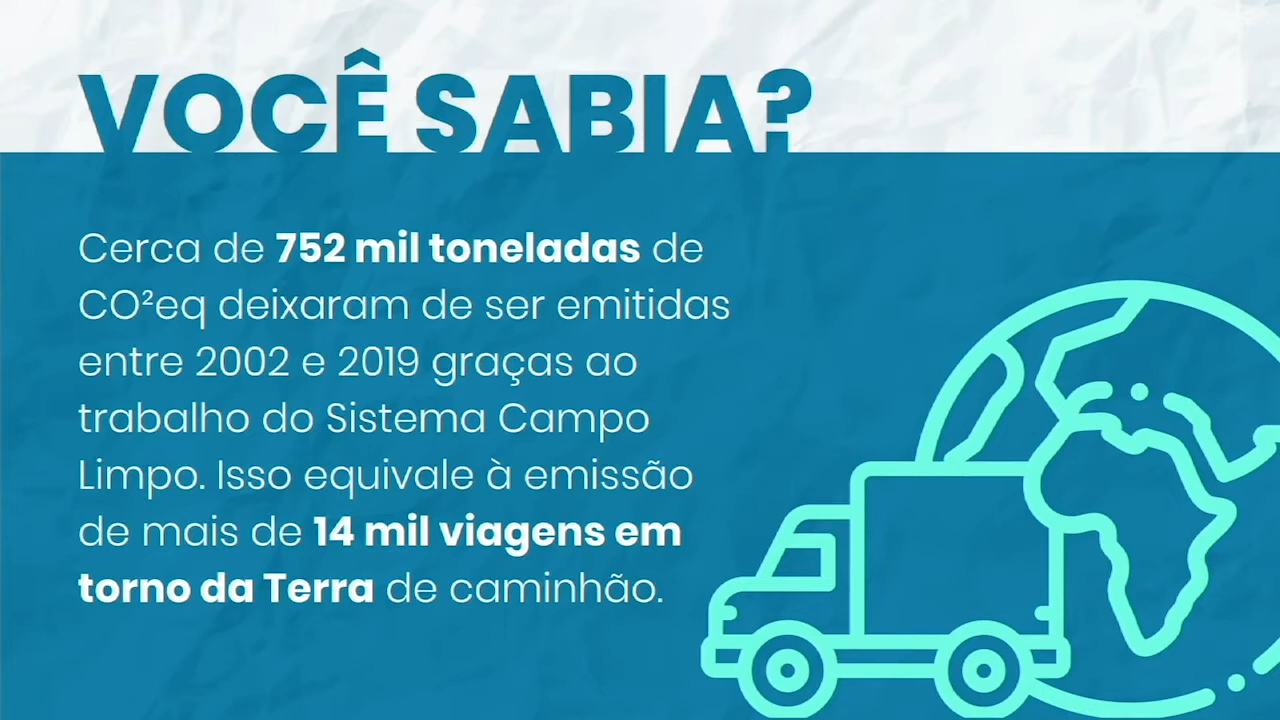 VOCÊ SABIA?
Cerca de 752 mil toneladas de
CO²eq deixaram de ser emitidas
entre 2002 e 2019 graças ao
trabalho do Sistema Campo
Limpo. Isso equivale à emissão
de mais de 14 mil viagens em
torno da Terra de caminhão.